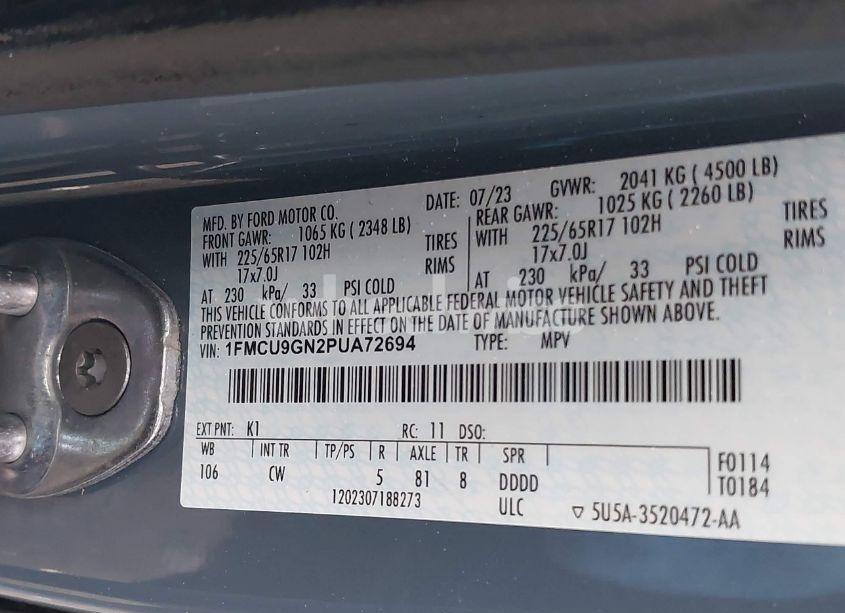 MFD. BY FORD MOTOR CO. DATE: 07/23 GVWR: 2041 KG ( 4500 LB)
FRONT GAWR: 1065 KG ( 2348 LB) REAR GAWR: 1025 KG ( 2260 LB)
WITH 225/65R17 102H TIRES WITH 225/65R17 102H TIRES
17x7.0J RIMS 17x7.0J RIMS
AT 230 kPa/ 33 PSI COLD AT 230 kPa/ 33 PSI COLD
THIS VEHICLE CONFORMS TO ALL APPLICABLE FEDERAL MOTOR VEHICLE SAFETY AND THEFT
PREVENTION STANDARDS IN EFFECT ON THE DATE OF MANUFACTURE SHOWN ABOVE.
VIN: 1FMCU9GN2PUA72694 TYPE: MPV
EXT PNT: K1 RC: 11 DSO:
WB INT TR TP/PS R AXLE TR SPR
106 CW 5 81 8 DDDD
F0114
T0184
1202307188273 ULC
▽ 5U5A-3520472-AA